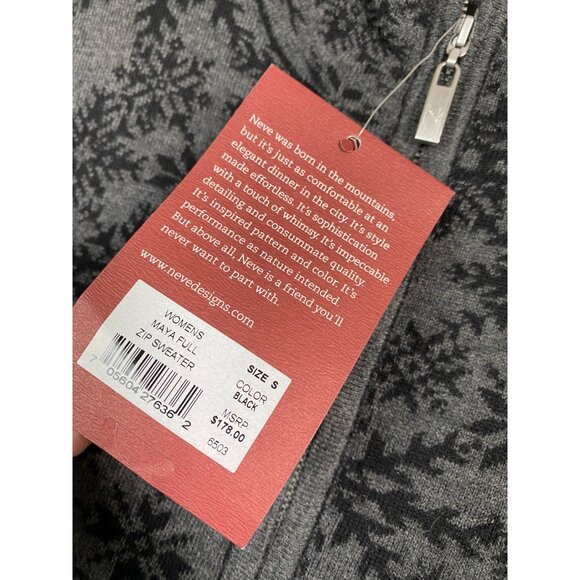 Neve was born in the mountains,
but it's just as comfortable at an
elegant dinner in the city. It's style
made effortless. It's sophistication
with a touch of whimsy. It's impeccable
detailing and consummate quality.
It's inspired pattern and color. It's
performance as nature intended.
But above all, Neve is a friend you'll
never want to part with.
www.nevedesigns.com
WOMENS
MAYA FULL
ZIP SWEATER
SIZE S
COLOR
BLACK
MSRP
$178.00
7 05604 27636 2
6503